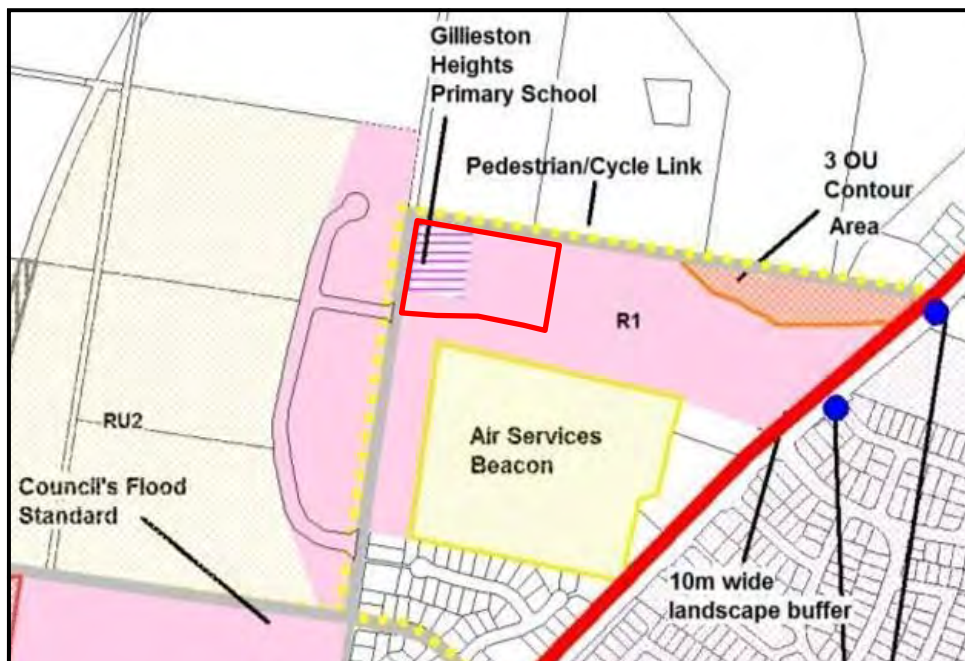 Gillieston
Heights
Primary School
Pedestrian/Cycle Link
3 OU
Contour
Area
R1
RU2
Air Services
Beacon
Council's Flood
Standard
10m wide
landscape buffer